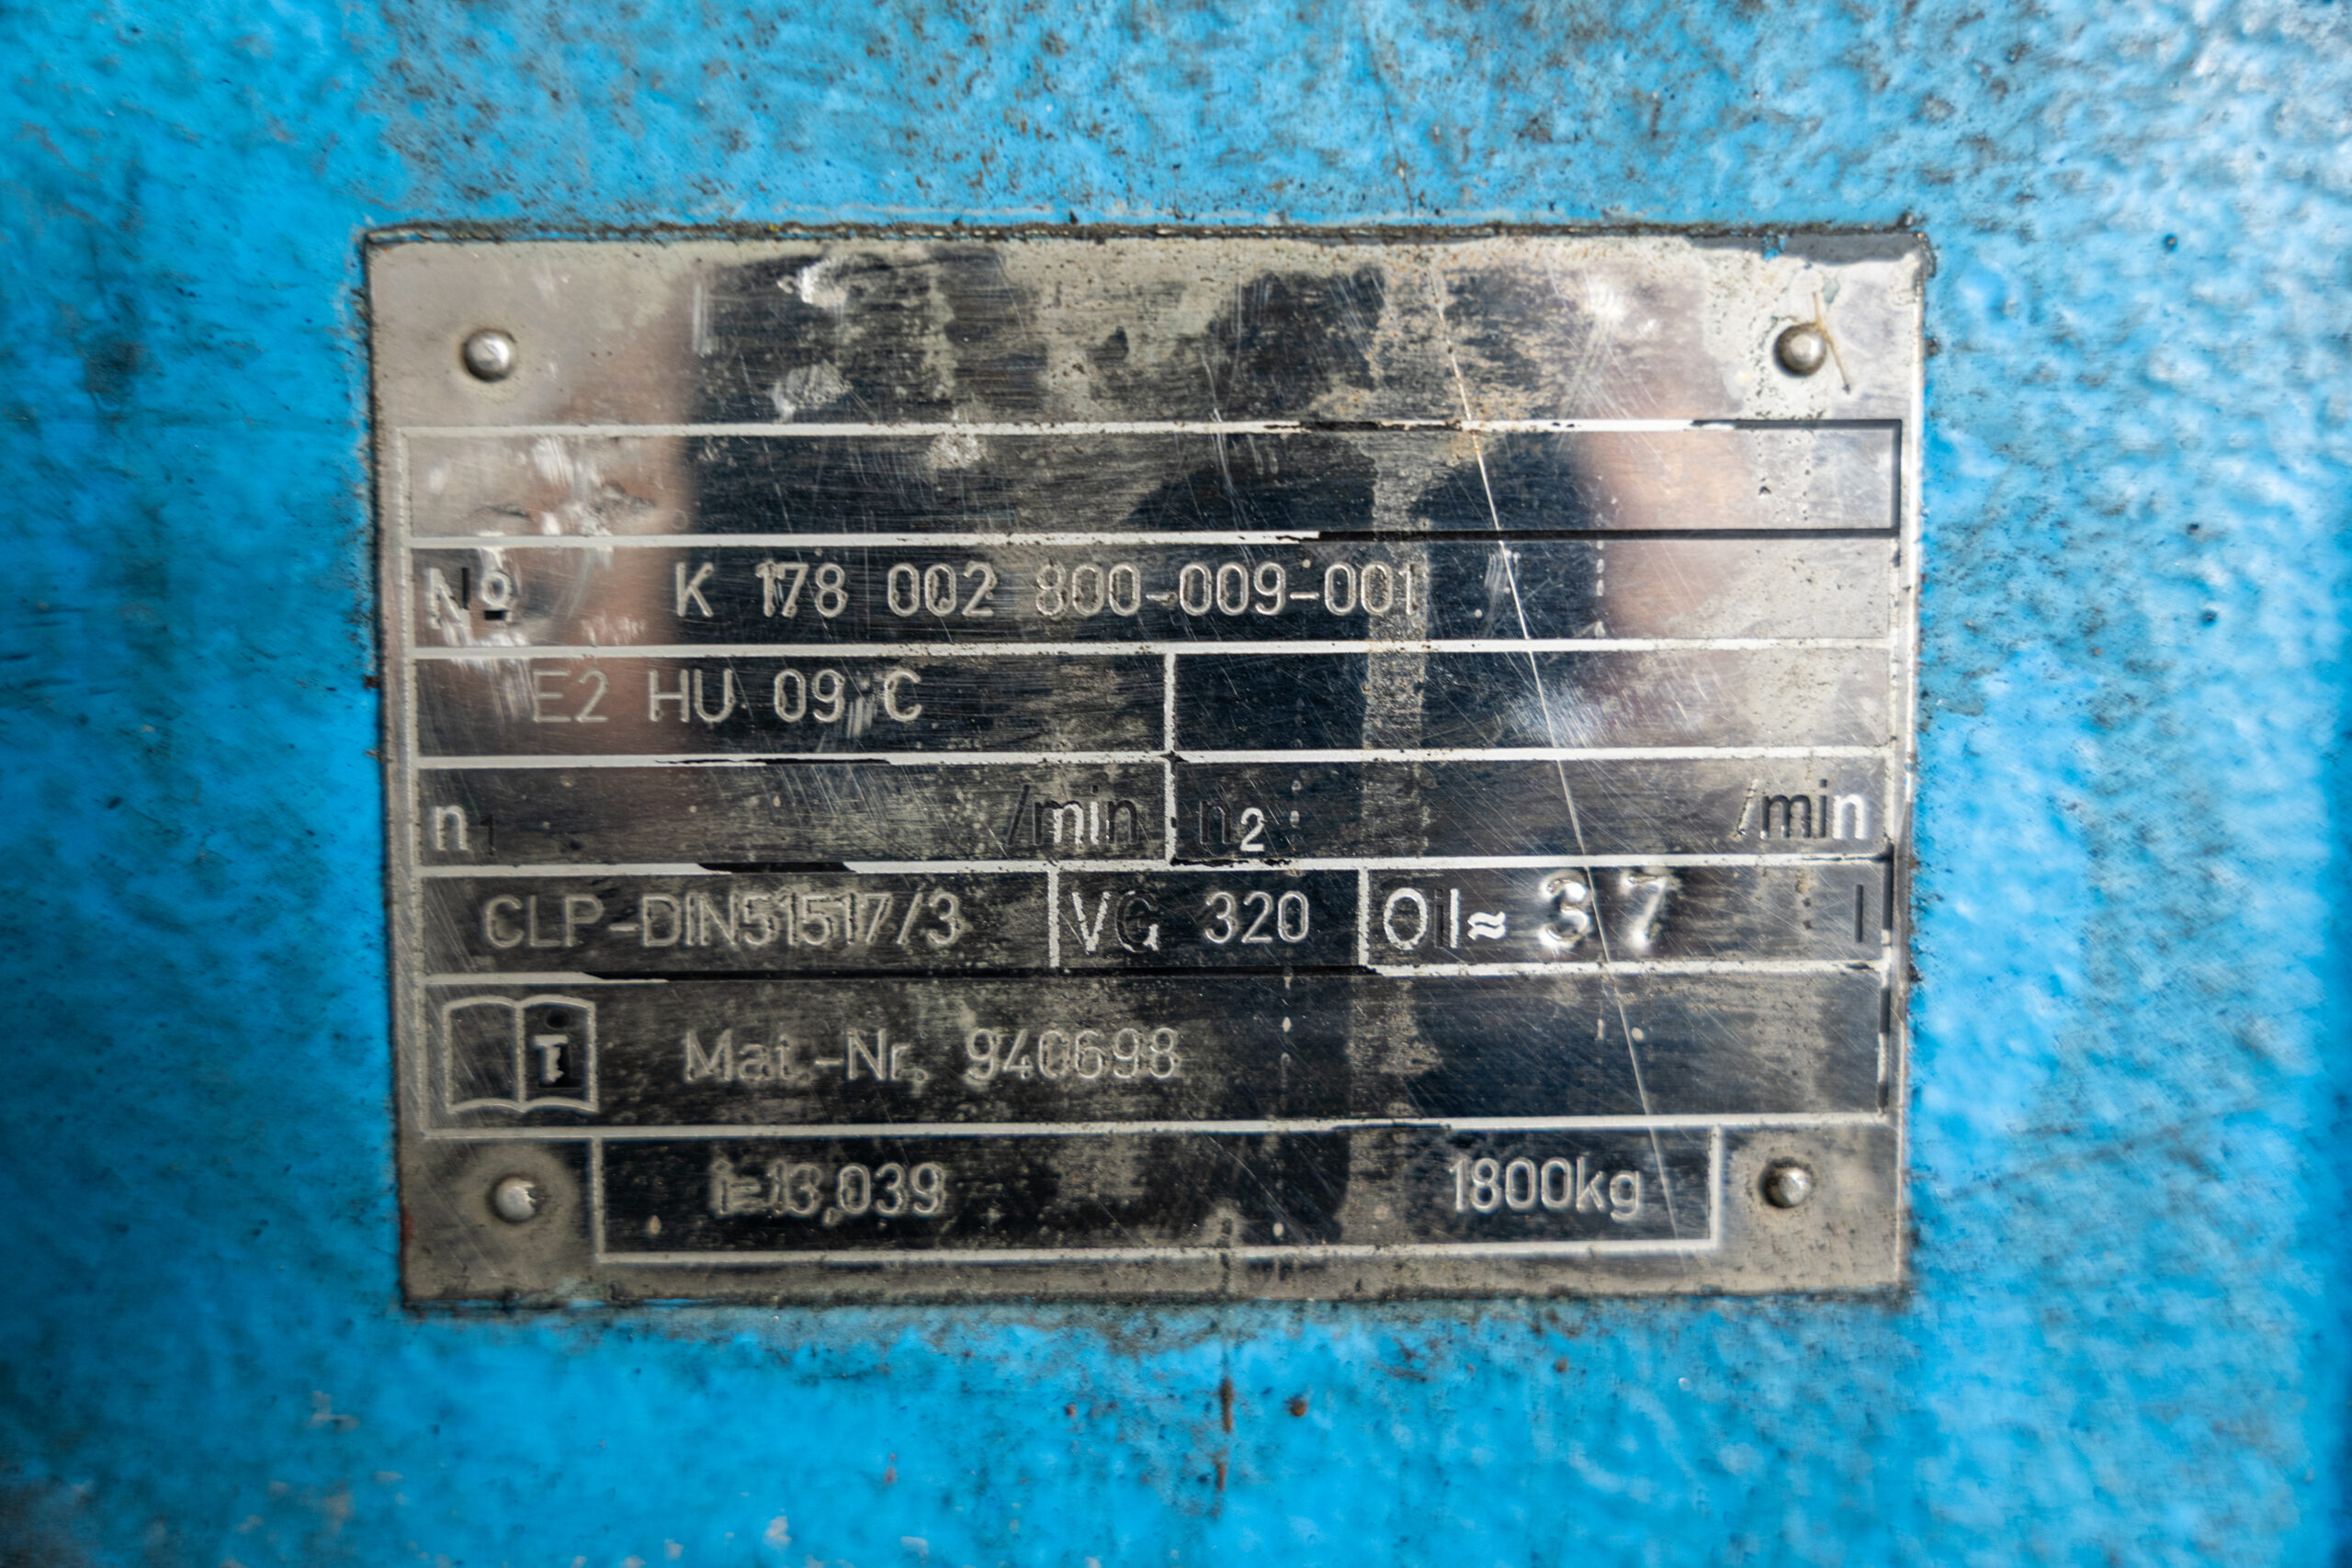 Nº K 178 002 800-009-001
E2 HU 09 C
n1 /min n2 /min
CLP-DIN51517/3 VG 320 Oil≈ 37 l
i Mat.-Nr. 940698
i=13,039 1800kg